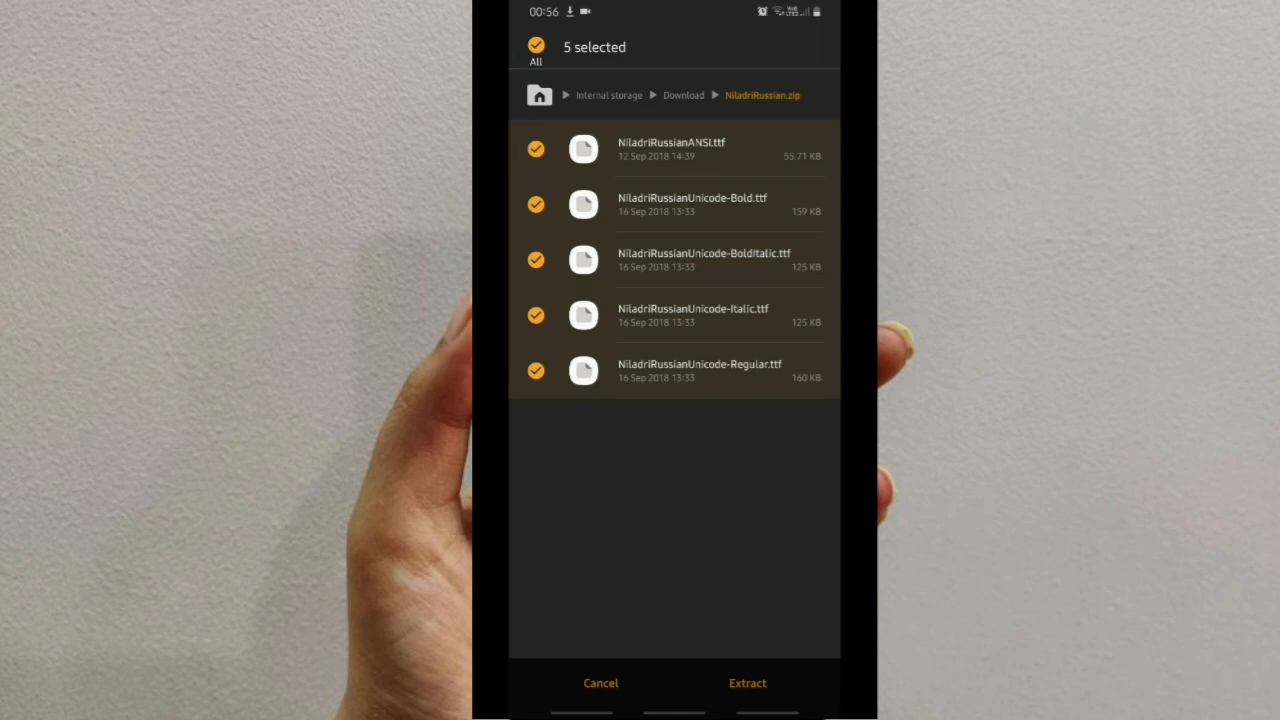 00:56
5 selected
All
Internal storage ▶ Download ▶ NiladriRussian.zip
NiladriRussianANSI.ttf
12 Sep 2018 14:39 55.71 KB
NiladriRussianUnicode-Bold.ttf
16 Sep 2018 13:33 159 KB
NiladriRussianUnicode-BoldItalic.ttf
16 Sep 2018 13:33 125 KB
NiladriRussianUnicode-Italic.ttf
16 Sep 2018 13:33 125 KB
NiladriRussianUnicode-Regular.ttf
16 Sep 2018 13:33 160 KB
Cancel Extract